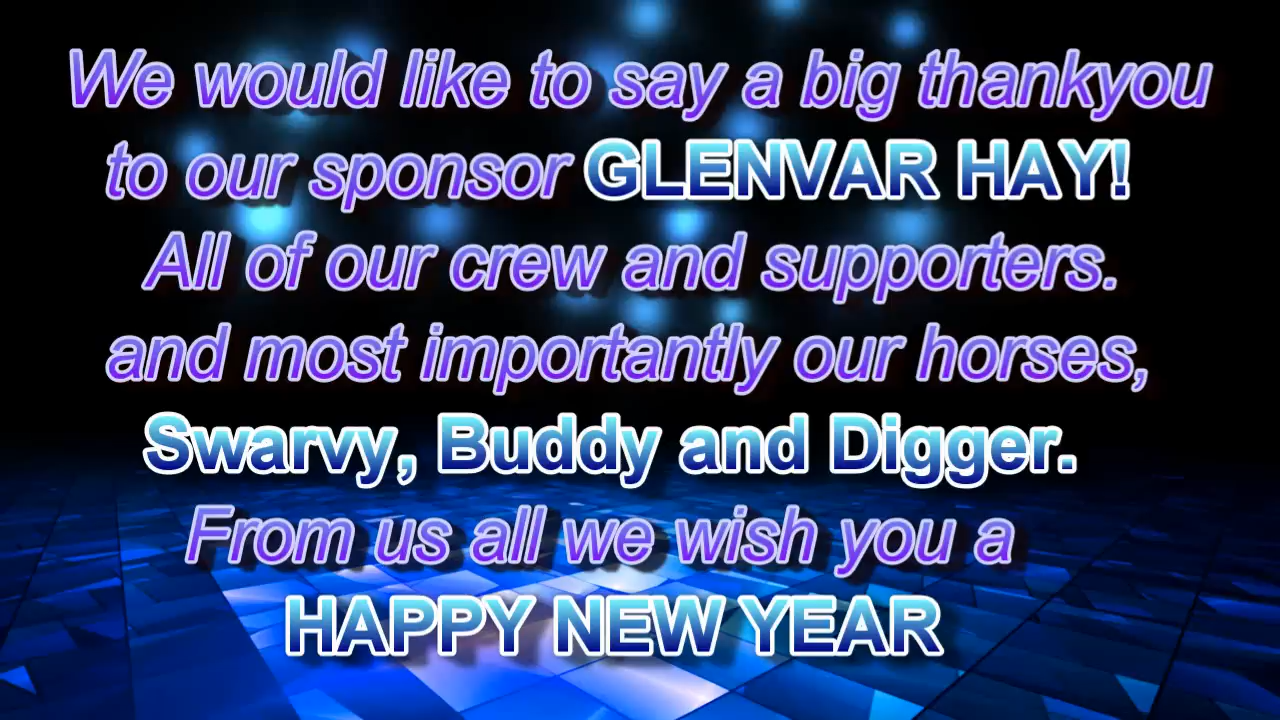 We would like to say a big thankyou
to our sponsor GLENVAR HAY!
All of our crew and supporters.
and most importantly our horses,
Swarvy, Buddy and Digger.
From us all we wish you a
HAPPY NEW YEAR